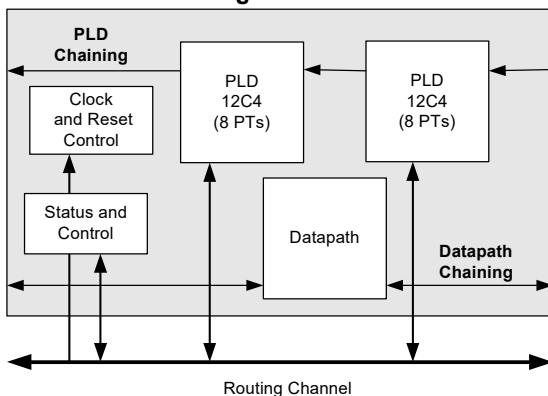 PLD
Chaining
PLD
12C4
(8 PTs)
PLD
12C4
(8 PTs)
Clock
and Reset
Control
Status and
Control
Datapath
Datapath
Chaining
Routing Channel